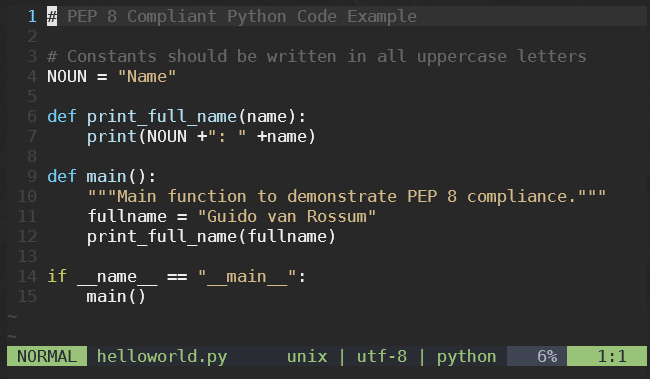 1 # PEP 8 Compliant Python Code Example
2
3 # Constants should be written in all uppercase letters
4 NOUN = "Name"
5
6 def print_full_name(name):
7     print(NOUN +": " +name)
8
9 def main():
10     """Main function to demonstrate PEP 8 compliance."""
11     fullname = "Guido van Rossum"
12     print_full_name(fullname)
13
14 if __name__ == "__main__":
15     main()
~
~
NORMAL helloworld.py unix | utf-8 | python 6% 1:1